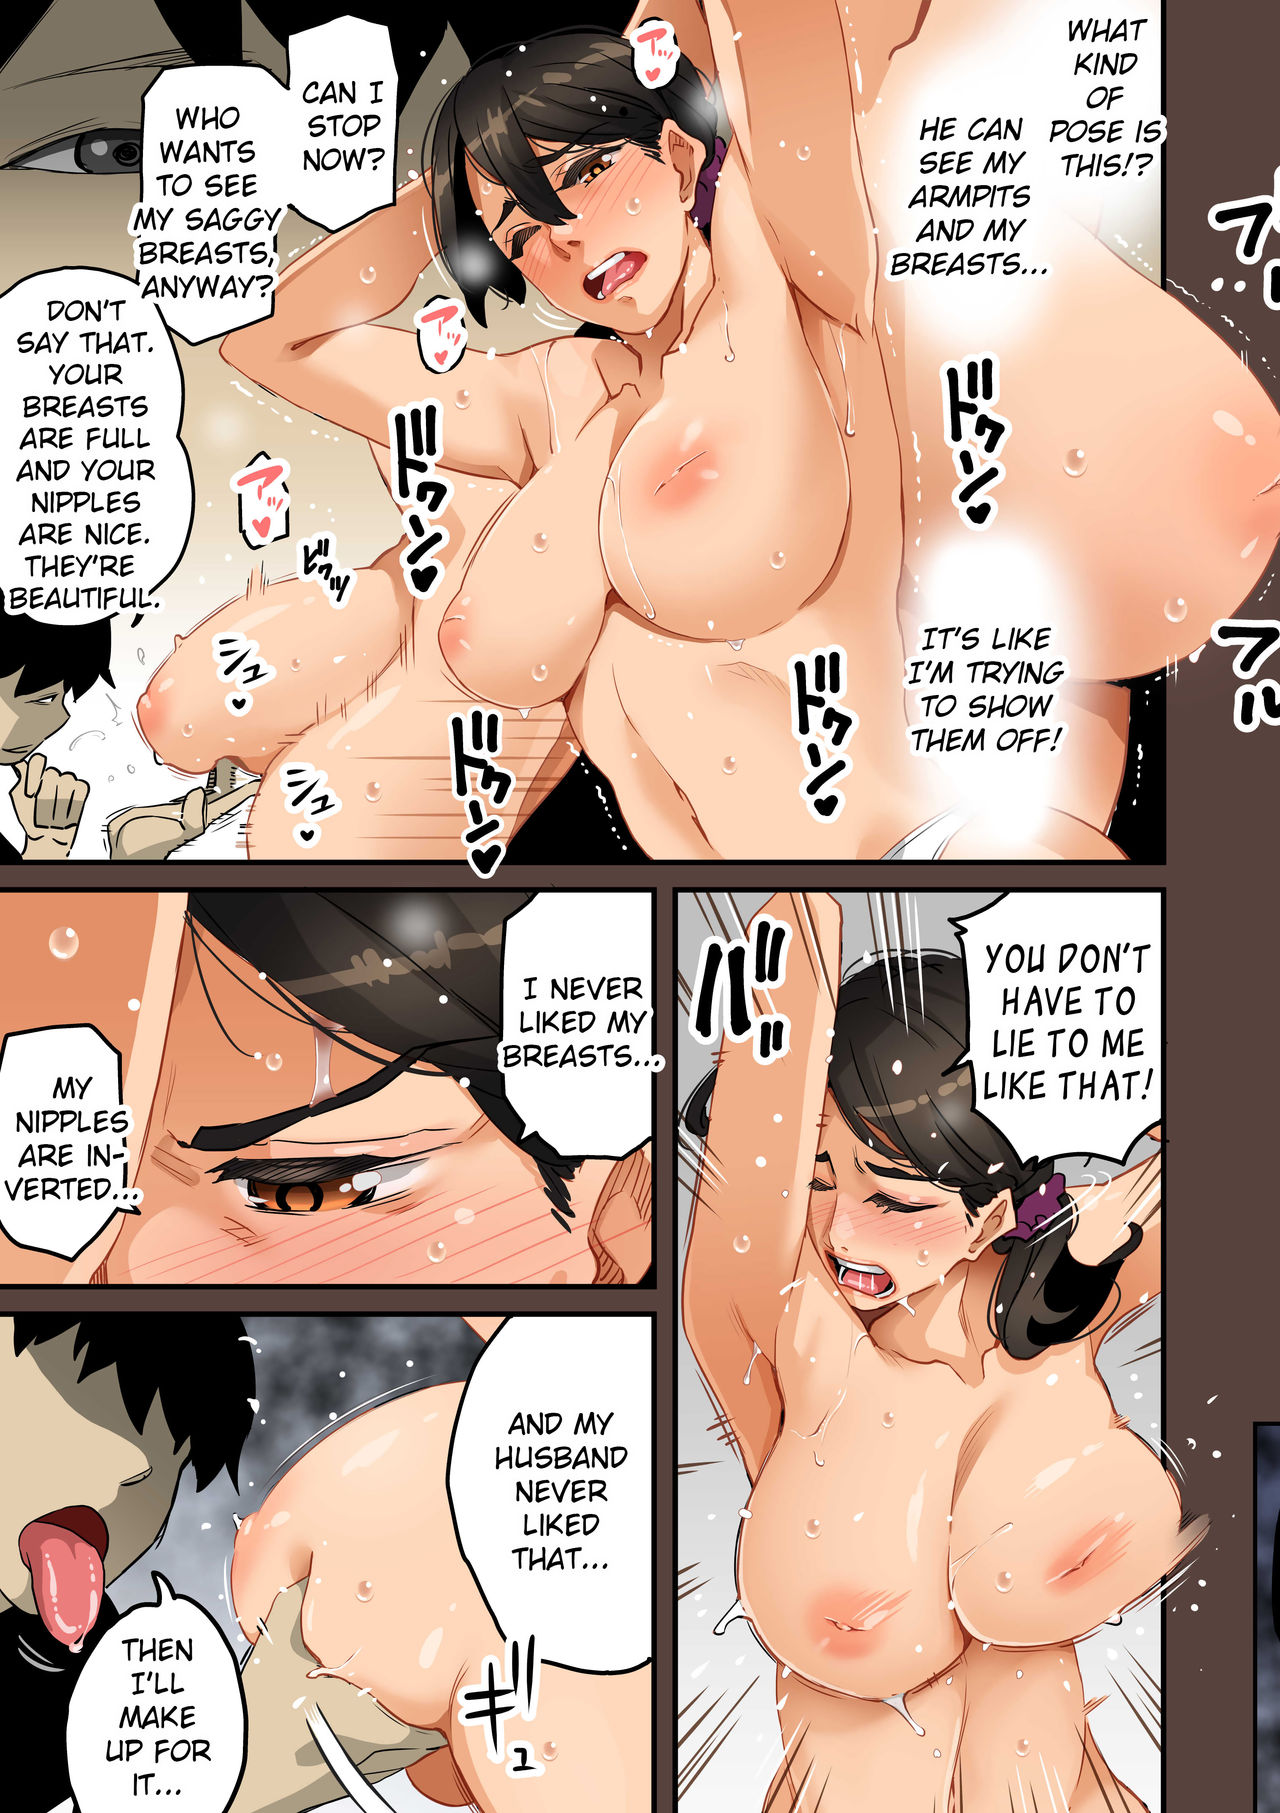 WHAT
KIND
OF
POSE IS
THIS!?
HE CAN
SEE MY
ARMPITS
AND MY
BREASTS...
CAN I
STOP
NOW?
WHO
WANTS
TO SEE
MY SAGGY
BREASTS,
ANYWAY?
DON'T
SAY THAT.
YOUR
BREASTS
ARE FULL
AND YOUR
NIPPLES
ARE NICE.
THEY'RE
BEAUTIFUL.
IT'S LIKE
I'M TRYING
TO SHOW
THEM OFF!
アッ♥
アッ♥
アッ♥
ドクン♥
ドクン♥
ドクン♥
ドクン♥
ビクッ
シュ♥
シュ♥
YOU DON'T
HAVE TO
LIE TO ME
LIKE THAT!
バッ
I NEVER
LIKED MY
BREASTS...
MY
NIPPLES
ARE IN-
VERTED...
AND MY
HUSBAND
NEVER
LIKED
THAT...
THEN
I'LL
MAKE
UP FOR
IT...
ギュ